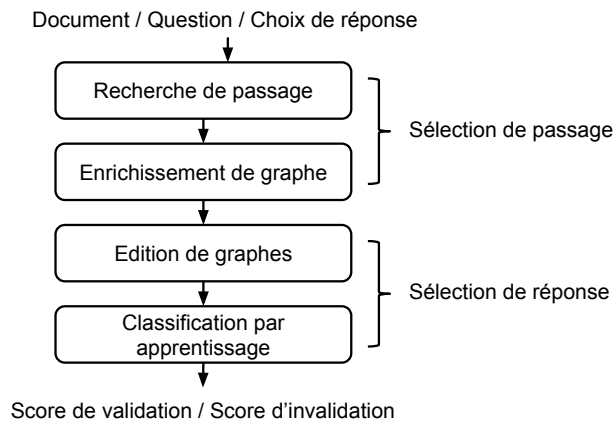 Document / Question / Choix de réponse
Recherche de passage
Sélection de passage
Enrichissement de graphe
Edition de graphes
Sélection de réponse
Classification par
apprentissage
Score de validation / Score d'invalidation